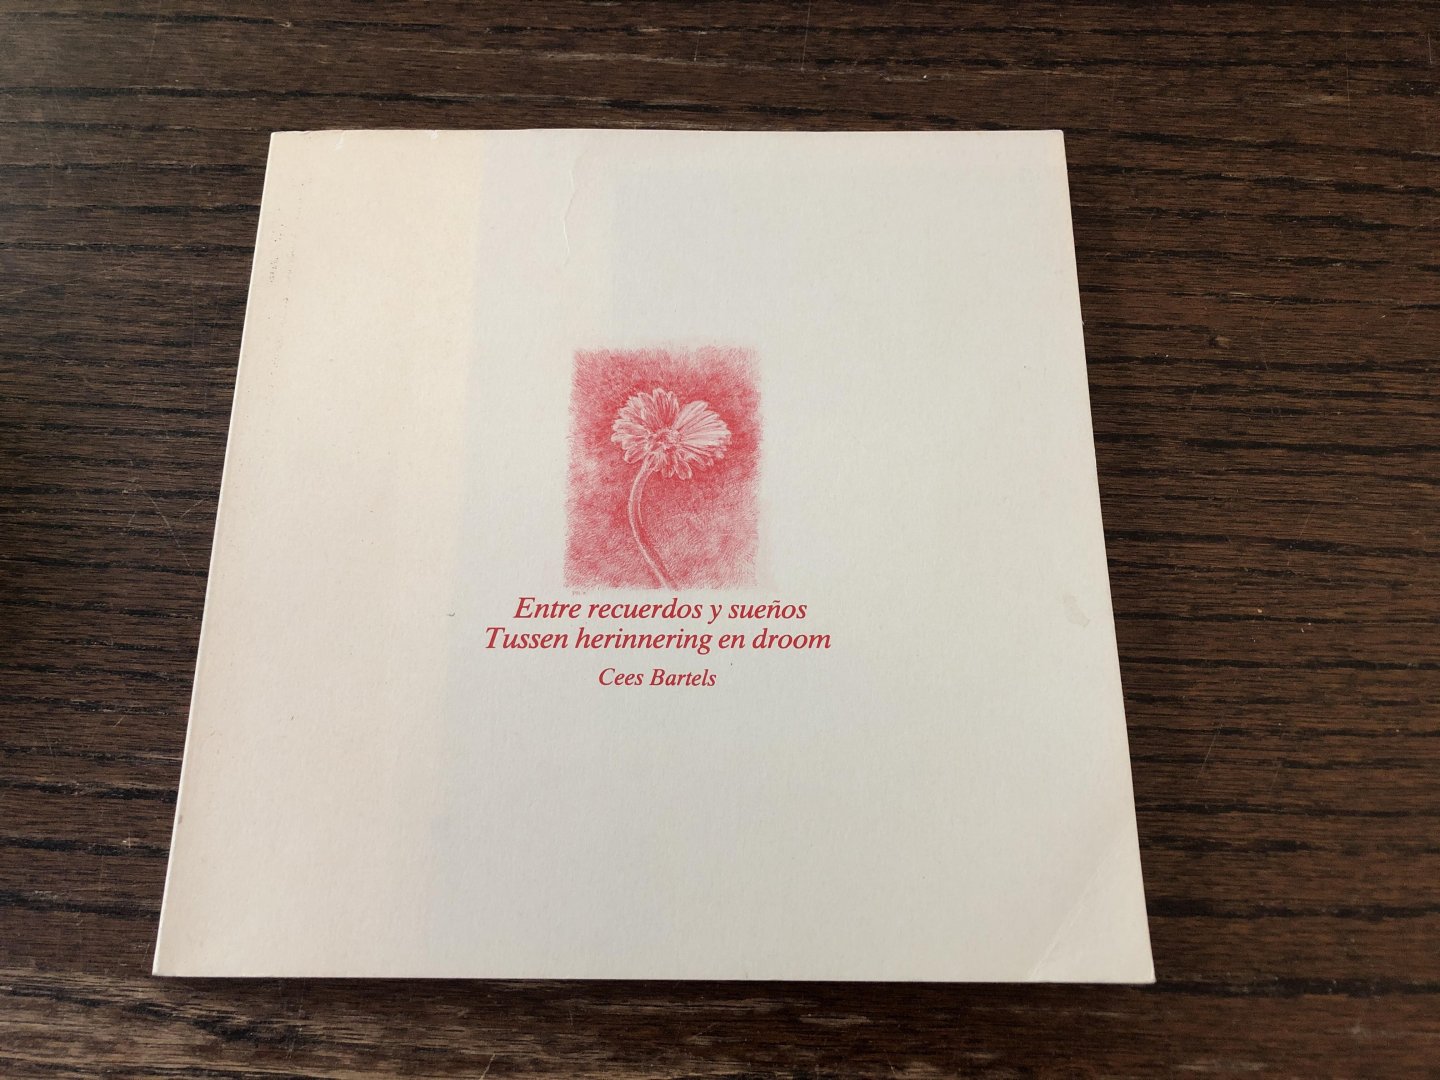 Entre recuerdos y sueños
Tussen herinnering en droom
Cees Bartels